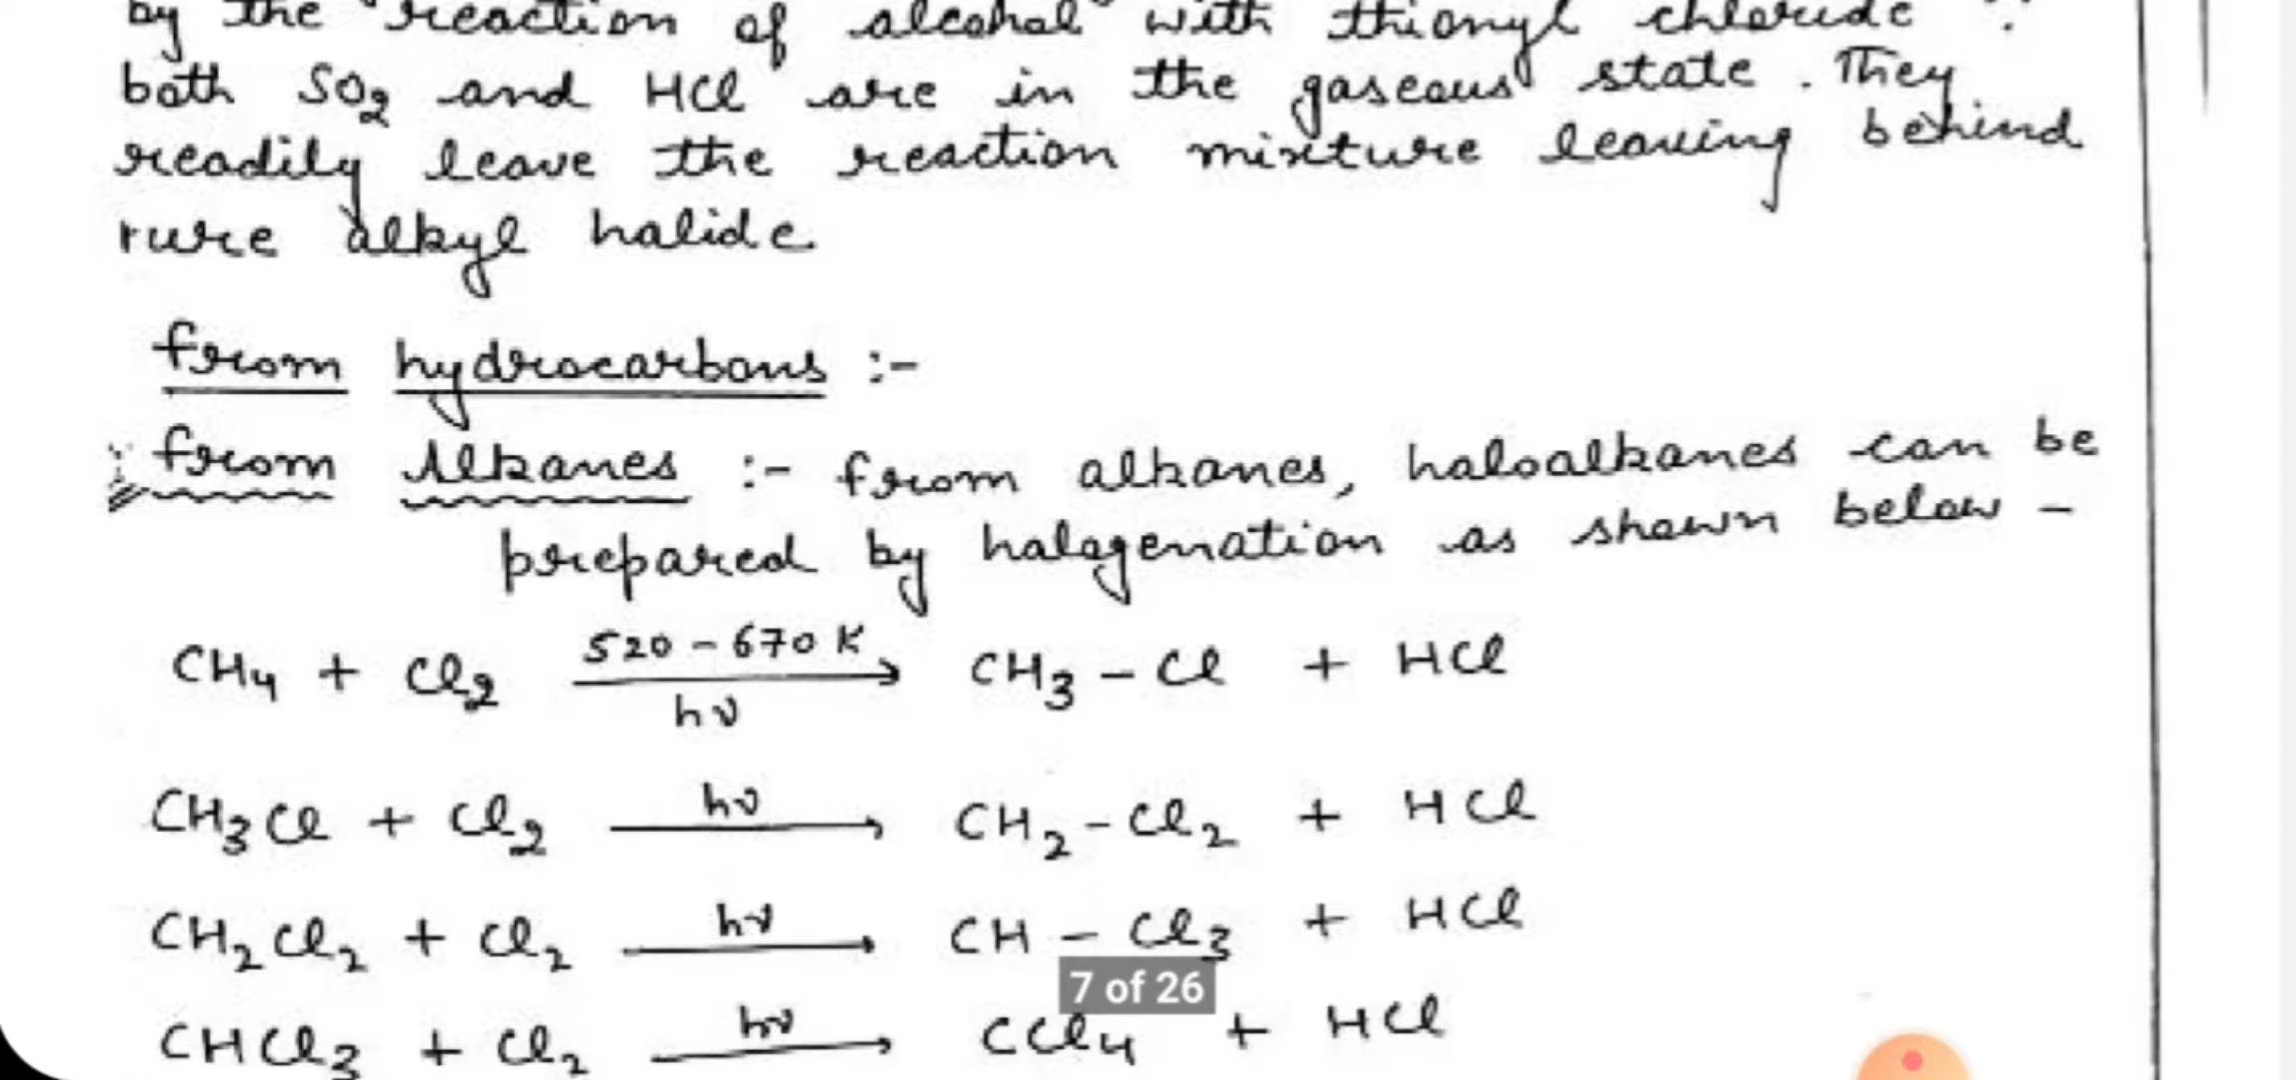 by the reaction of alcohol with thionyl chloride ∵
both SO₂ and HCl are in the gaseous state. They
readily leave the reaction mixture leaving behind
pure alkyl halide
from hydrocarbons :-
from Alkanes :- from alkanes, haloalkanes can be
prepared by halogenation as shown below -
CH₄ + Cl₂ 520 - 670 K hν → CH₃ - Cl + HCl
CH₃Cl + Cl₂ hν → CH₂ - Cl₂ + HCl
CH₂Cl₂ + Cl₂ hν → CH - Cl₃ + HCl
7 of 26
CHCl₃ + Cl₂ hν → CCl₄ + HCl